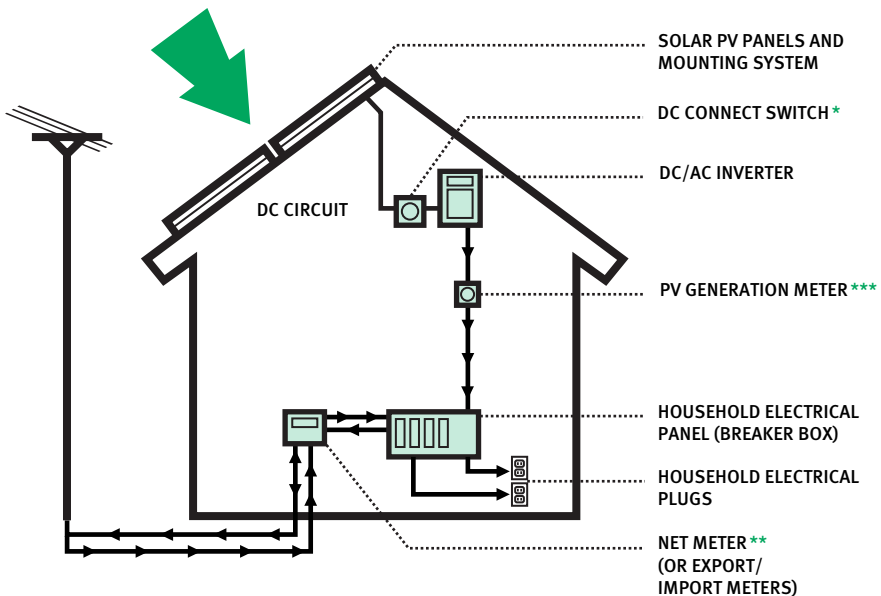 SOLAR PV PANELS AND
MOUNTING SYSTEM
DC CONNECT SWITCH *
DC/AC INVERTER
DC CIRCUIT
PV GENERATION METER ***
HOUSEHOLD ELECTRICAL
PANEL (BREAKER BOX)
HOUSEHOLD ELECTRICAL
PLUGS
NET METER **
(OR EXPORT/
IMPORT METERS)